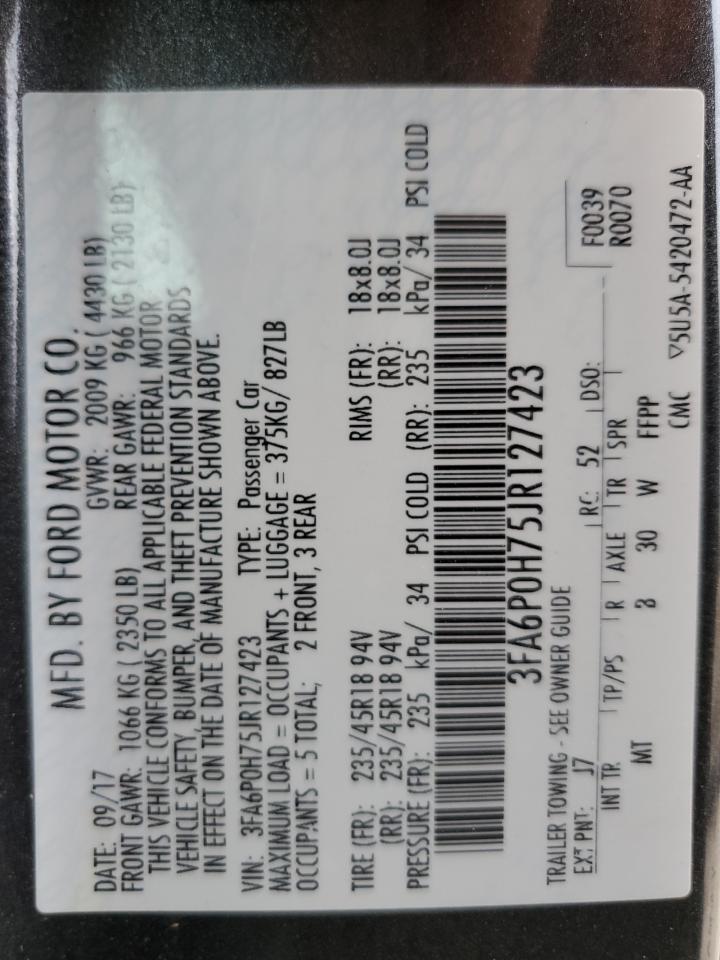 MFD. BY FORD MOTOR CO.
DATE: 09/17 GVWR: 2009 KG ( 4430 LB)
FRONT GAWR: 1066 KG ( 2350 LB) REAR GAWR: 966 KG ( 2130 LB)
THIS VEHICLE CONFORMS TO ALL APPLICABLE FEDERAL MOTOR
VEHICLE SAFETY, BUMPER, AND THEFT PREVENTION STANDARDS
IN EFFECT ON THE DATE OF MANUFACTURE SHOWN ABOVE.
VIN: 3FA6P0H75JR127423 TYPE: Passenger Car
MAXIMUM LOAD = OCCUPANTS + LUGGAGE = 375KG/ 827LB
OCCUPANTS = 5 TOTAL; 2 FRONT, 3 REAR
TIRE (FR): 235/45R18 94V RIMS (FR): 18x8.0J
(RR): 235/45R18 94V (RR): 18x8.0J
PRESSURE (FR): 235 kPa/ 34 PSI COLD (RR): 235 kPa/ 34 PSI COLD
3FA6P0H75JR127423
TRAILER TOWING - SEE OWNER GUIDE
F0039
R0070
EXT PNT: J7 RC: 52 DSO:
INT TR TP/PS R AXLE TR SPR
MT 30 W FFPP
CMC ▽5U5A-5420472-AA